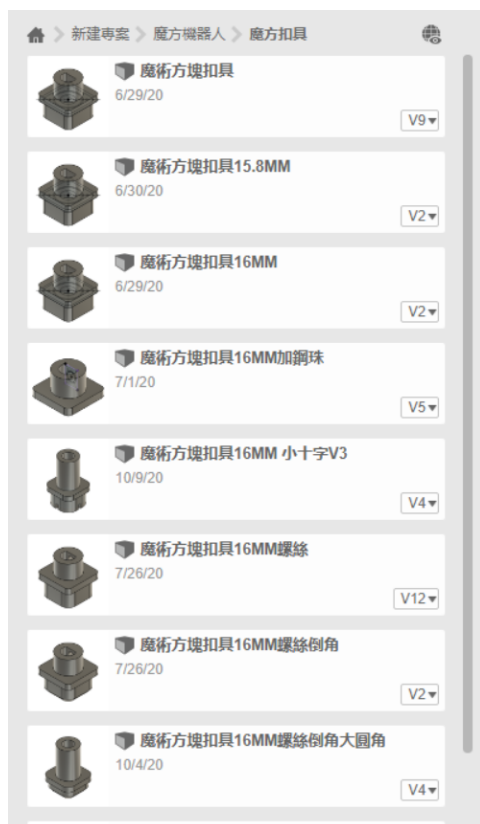 新建專案 魔方機器人 魔方扣具
魔術方塊扣具
6/29/20
V9
魔術方塊扣具15.8MM
6/30/20
V2
魔術方塊扣具16MM
6/29/20
V2
魔術方塊扣具16MM加鋼珠
7/1/20
V5
魔術方塊扣具16MM 小十字V3
10/9/20
V4
魔術方塊扣具16MM螺絲
7/26/20
V12
魔術方塊扣具16MM螺絲倒角
7/26/20
V2
魔術方塊扣具16MM螺絲倒角大圓角
10/4/20
V4